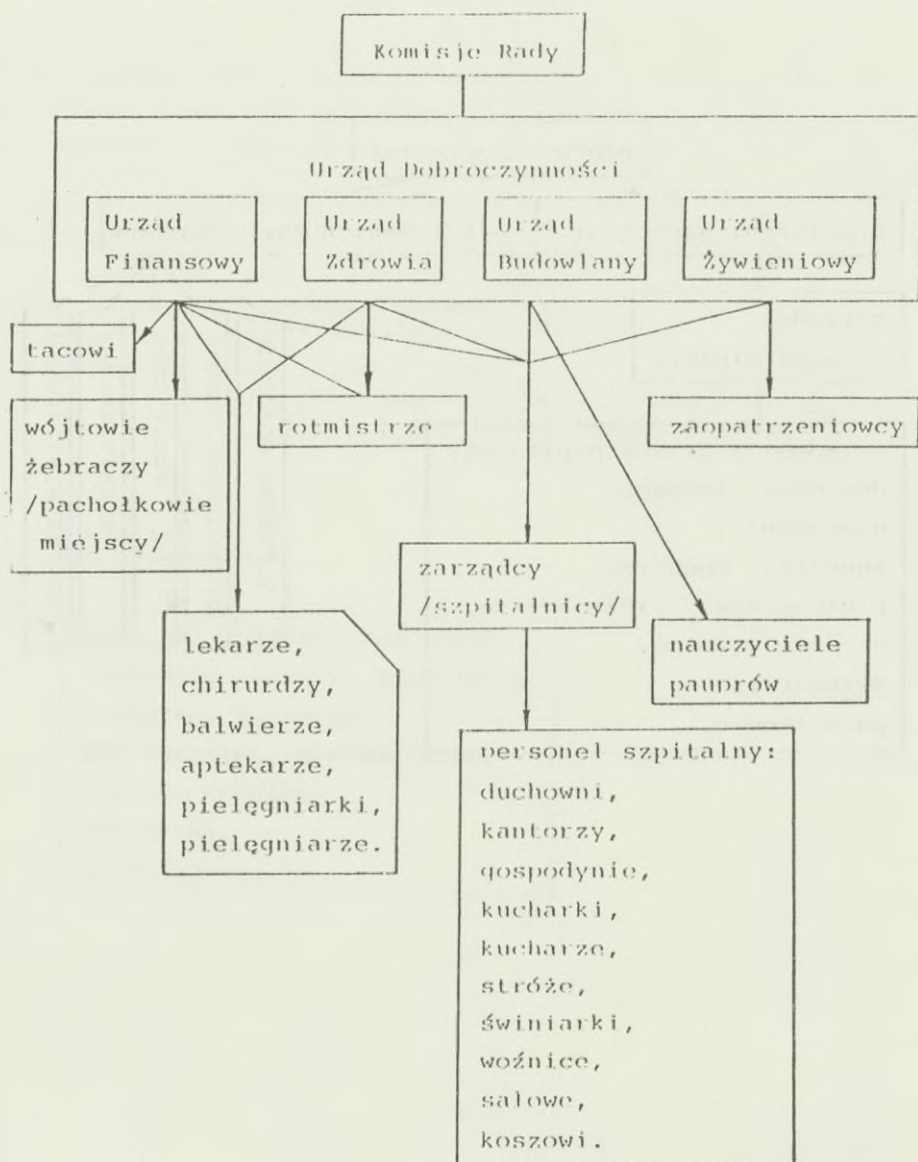 Komisje Rady
Urząd Dobroczynności
Urząd
Finansowy
Urząd
Zdrowia
Urząd
Budowlany
Urząd
Żywieniowy
tacowi
wójtowie
żebraczy
/pachołkowie
miejscy/
rotmistrze
zaopatrzeniowcy
zarządcy
/szpitalnicy/
nauczyciele
pauprów
lekarze,
chirurdzy,
balwierze,
aptekarze,
pielęgniarki,
pielęgniarze.
personel szpitalny:
duchowni,
kantorzy,
gospodynie,
kucharki,
kucharze,
stróże,
świniarki,
woźnice,
salowe,
koszowi.